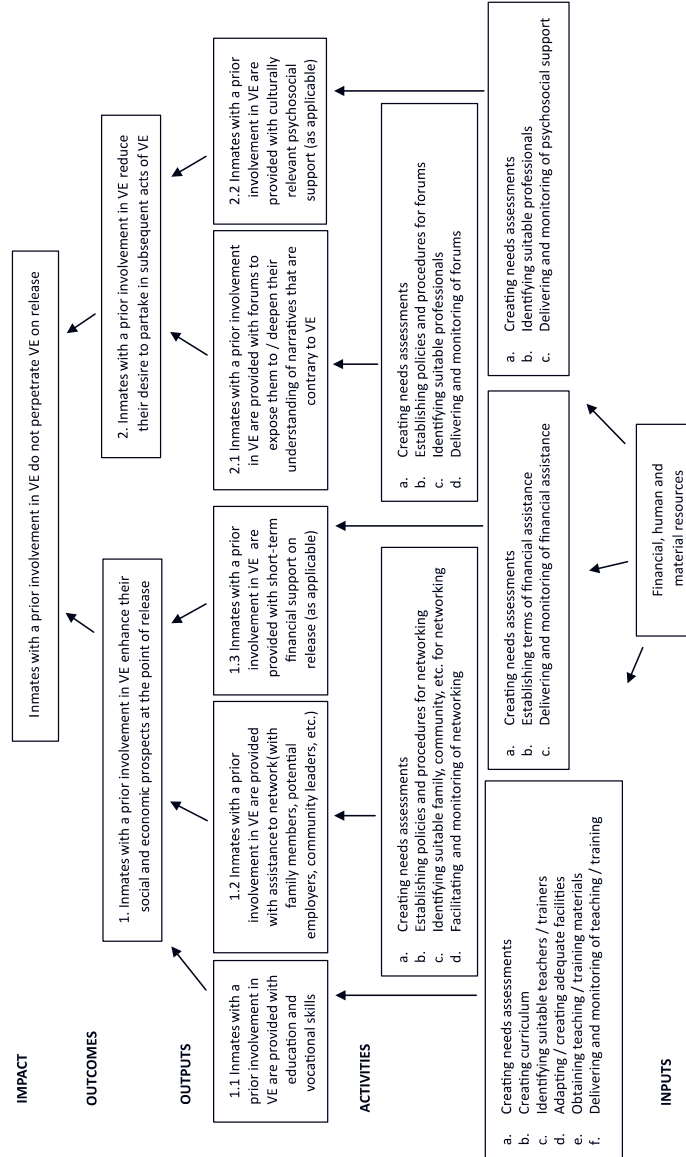 IMPACT
Inmates with a prior involvement in VE do not perpetrate VE on release
OUTCOMES
1. Inmates with a prior involvement in VE enhance their
social and economic prospects at the point of release
2. Inmates with a prior involvement in VE reduce
their desire to partake in subsequent acts of VE
OUTPUTS
1.1 Inmates with a
prior involvement in
VE are provided with
education and
vocational skills
1.2 Inmates with a prior
involvement in VE are provided
with assistance to network(with
family members, potential
employers, community leaders, etc.)
1.3 Inmates with a prior
involvement in VE are
provided with short-term
financial support on
release (as applicable)
2.1 Inmates with a prior involvement
in VE are provided with forums to
expose them to / deepen their
understanding of narratives that are
contrary to VE
2.2 Inmates with a prior
involvement in VE are
provided with culturally
relevant psychosocial
support (as applicable)
ACTIVITIES
a. Creating needs assessments
b. Establishing policies and procedures for networking
c. Identifying suitable family, community, etc. for networking
d. Facilitating and monitoring of networking
a. Creating needs assessments
b. Establishing policies and procedures for forums
c. Identifying suitable professionals
d. Delivering and monitoring of forums
a. Creating needs assessments
b. Creating curriculum
c. Identifying suitable teachers / trainers
d. Adapting / creating adequate facilities
e. Obtaining teaching / training materials
f. Delivering and monitoring of teaching / training
a. Creating needs assessments
b. Establishing terms of financial assistance
c. Delivering and monitoring of financial assistance
a. Creating needs assessments
b. Identifying suitable professionals
c. Delivering and monitoring of psychosocial support
INPUTS
Financial, human and
material resources